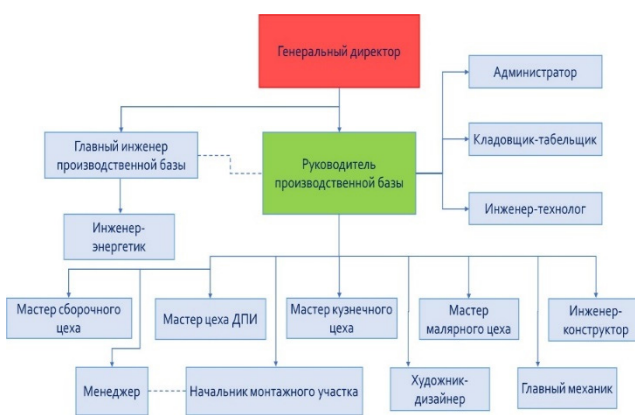 Генеральный директор
Администратор
Главный инженер
производственной базы
Руководитель
производственной базы
Кладовщик-табельщик
Инженер-технолог
Инженер-
энергетик
Мастер сборочного
цеха
Мастер цеха ДПИ
Мастер кузнечного
цеха
Мастер
малярного цеха
Инженер-
конструктор
Менеджер
Начальник монтажного участка
Художник-
дизайнер
Главный механик